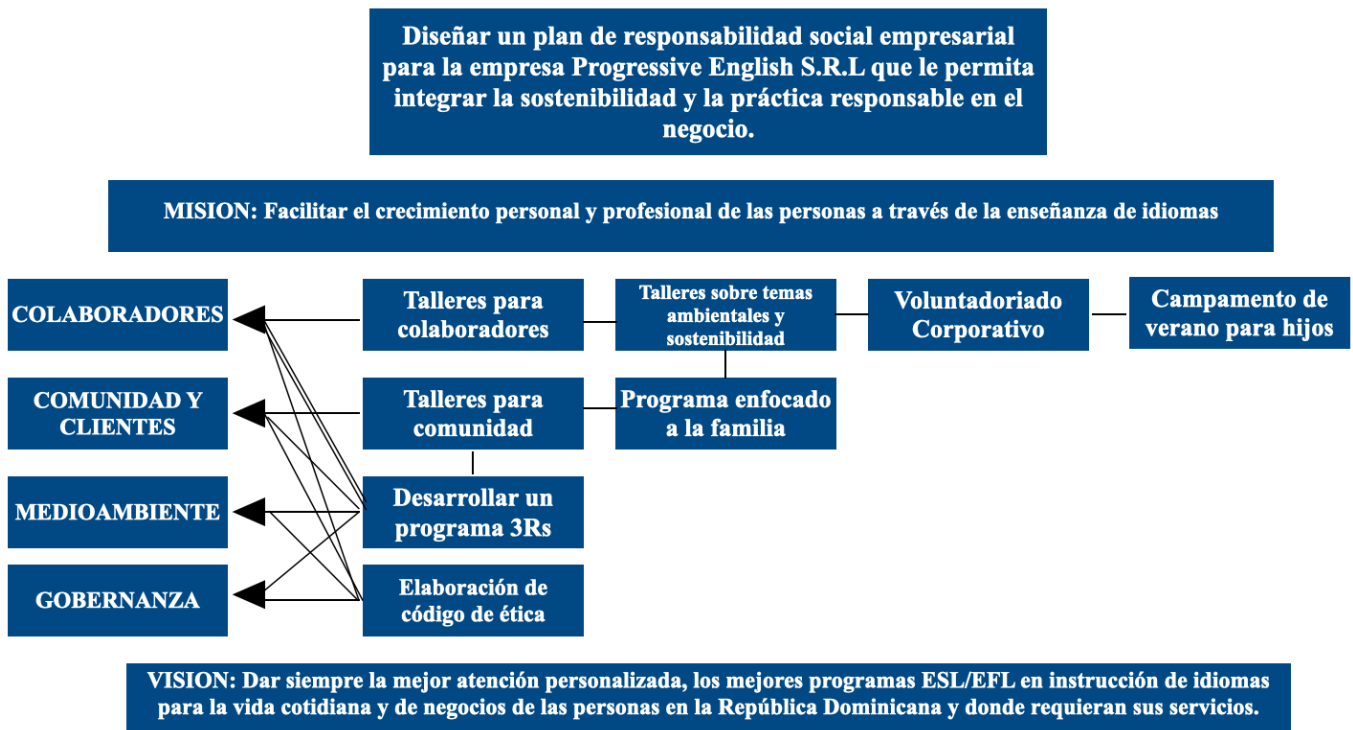 Diseñar un plan de responsabilidad social empresarial
para la empresa Progressive English S.R.L que le permita
integrar la sostenibilidad y la práctica responsable en el
negocio.
MISION: Facilitar el crecimiento personal y profesional de las personas a través de la enseñanza de idiomas
COLABORADORES
Talleres para
colaboradores
Talleres sobre temas
ambientales y
sostenibilidad
Voluntadoriado
Corporativo
Campamento de
verano para hijos
COMUNIDAD Y
CLIENTES
Talleres para
comunidad
Programa enfocado
a la familia
MEDIOAMBIENTE
Desarrollar un
programa 3Rs
GOBERNANZA
Elaboración de
código de ética
VISION: Dar siempre la mejor atención personalizada, los mejores programas ESL/EFL en instrucción de idiomas
para la vida cotidiana y de negocios de las personas en la República Dominicana y donde requieran sus servicios.